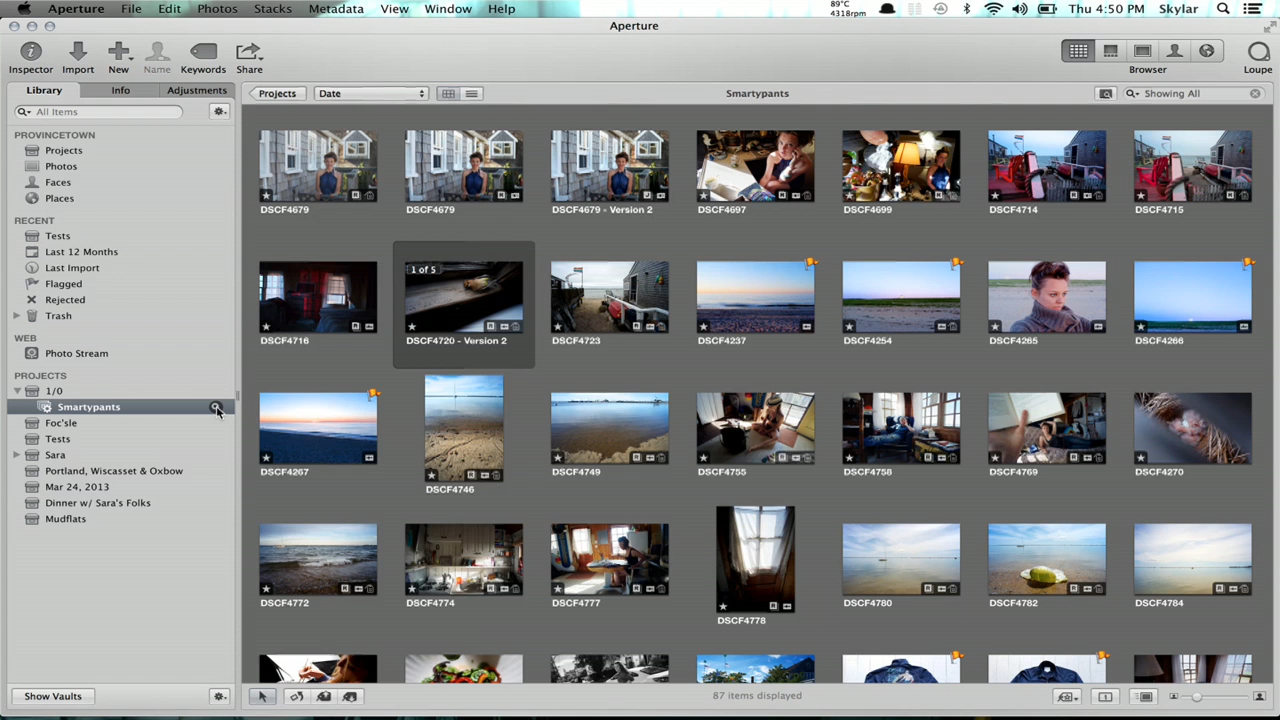 Aperture File Edit Photos Stacks Metadata View Window Help 89°C 4318rpm Thu 4:50 PM Skylar
Aperture
Inspector Import New Name Keywords Share Browser Loupe
Library Info Adjustments
Projects Date Smartypants Showing All
All Items
PROVINCETOWN
Projects
Photos
Faces
Places
RECENT
Tests
Last 12 Months
Last Import
Flagged
Rejected
Trash
WEB
Photo Stream
PROJECTS
1/0
Smartypants
Foc'sle
Tests
Sara
Portland, Wiscasset & Oxbow
Mar 24, 2013
Dinner w/ Sara's Folks
Mudflats
Show Vaults
DSCF4679 DSCF4679 DSCF4679 - Version 2 DSCF4697 DSCF4699 DSCF4714 DSCF4715
1 of 5
DSCF4716 DSCF4720 - Version 2 DSCF4723 DSCF4237 DSCF4254 DSCF4265 DSCF4266
DSCF4267 DSCF4746 DSCF4749 DSCF4755 DSCF4758 DSCF4769 DSCF4270
DSCF4772 DSCF4774 DSCF4777 DSCF4778 DSCF4780 DSCF4782 DSCF4784
87 items displayed
1